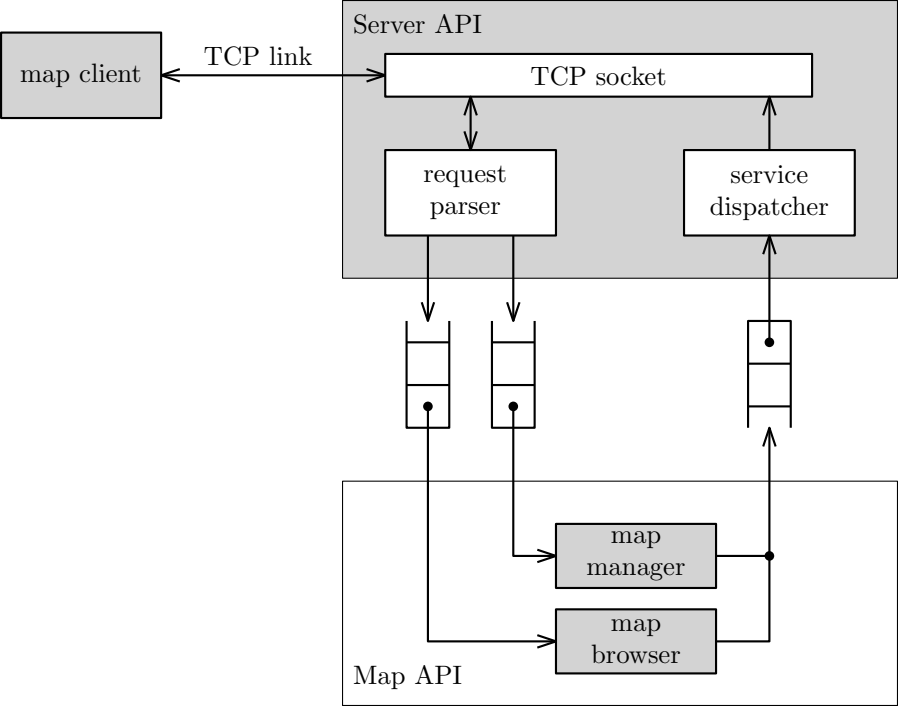 Server API
TCP link
map client
TCP socket
request
parser
service
dispatcher
map
manager
map
browser
Map API